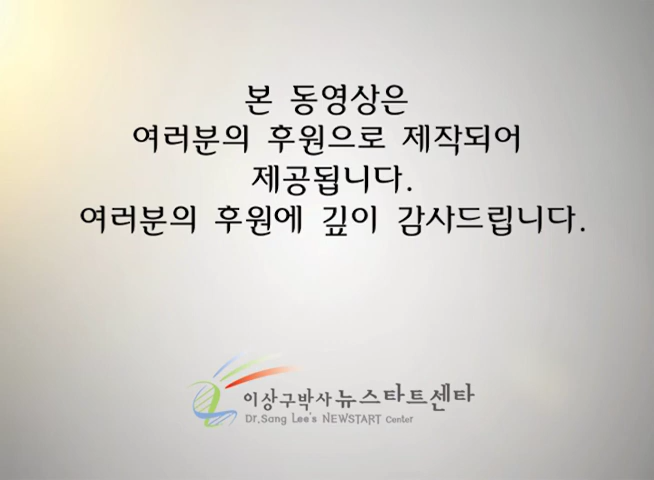 본 동영상은
여러분의 후원으로 제작되어
제공됩니다.
여러분의 후원에 깊이 감사드립니다.
이상구박사뉴스타트센타
Dr.Sang Lee's NEWSTART Center